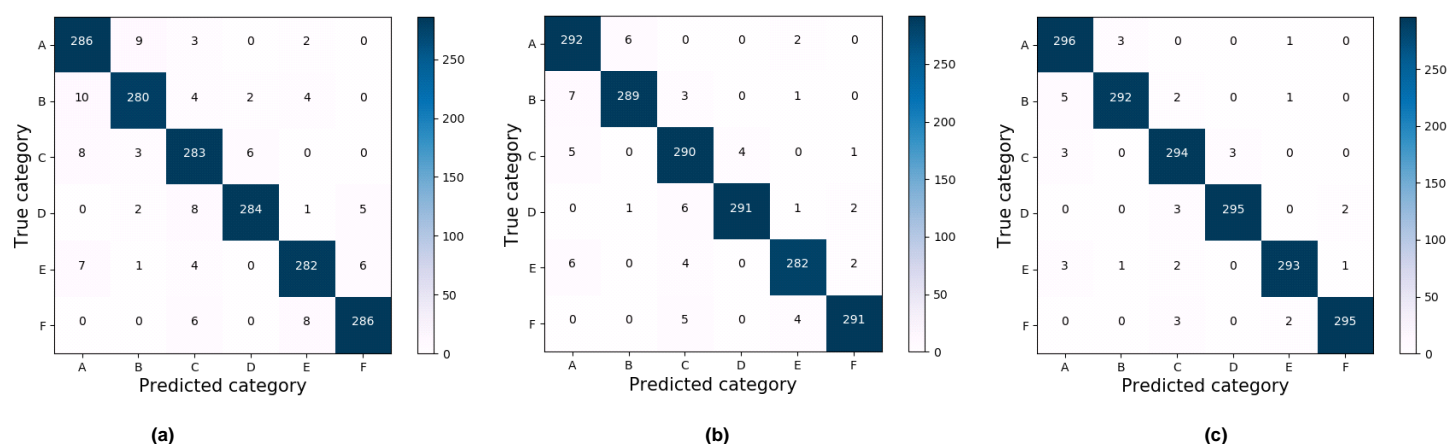 A 286 9 3 0 2 0
B 10 280 4 2 4 0
C 8 3 283 6 0 0
D 0 2 8 284 1 5
E 7 1 4 0 282 6
F 0 0 6 0 8 286
A B C D E F
True category
Predicted category
250
200
150
100
50
0
(a)
A 292 6 0 0 2 0
B 7 289 3 0 1 0
C 5 0 290 4 0 1
D 0 1 6 291 1 2
E 6 0 4 0 282 2
F 0 0 5 0 4 291
A B C D E F
True category
Predicted category
250
200
150
100
50
0
(b)
A 296 3 0 0 1 0
B 5 292 2 0 1 0
C 3 0 294 3 0 0
D 0 0 3 295 0 2
E 3 1 2 0 293 1
F 0 0 3 0 2 295
A B C D E F
True category
Predicted category
250
200
150
100
50
0
(c)